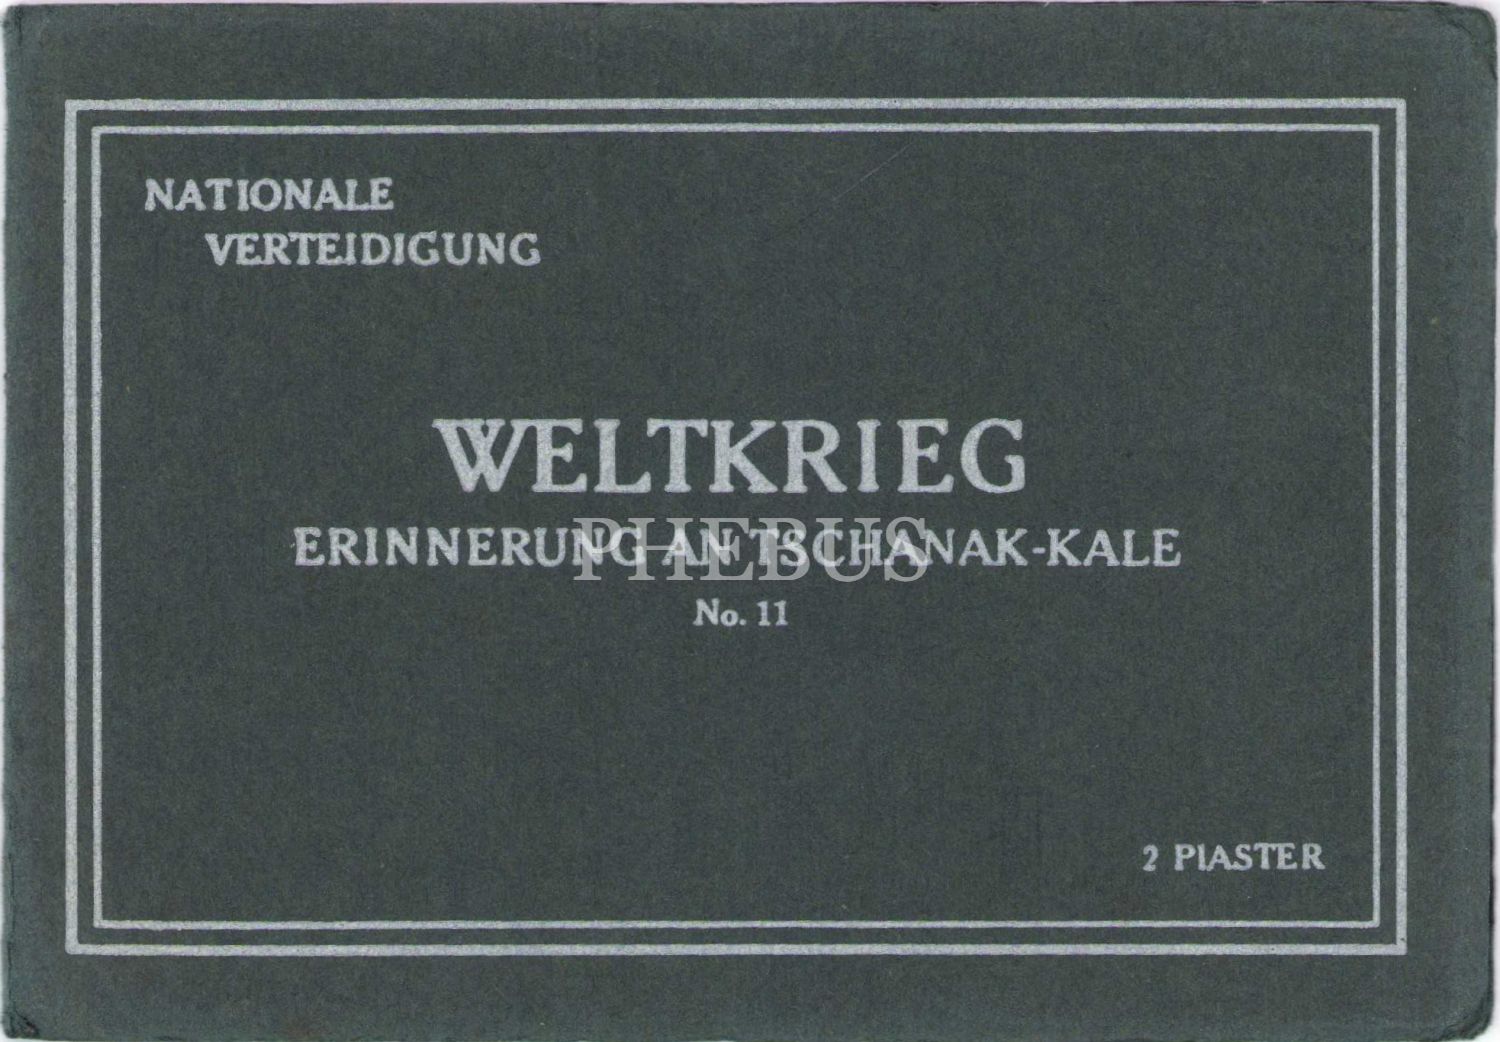 NATIONALE
VERTEIDIGUNG
WELTKRIEG
ERINNERUNG AN TSCHANAK-KALE
PHEBUS
No. 11
2 PIASTER